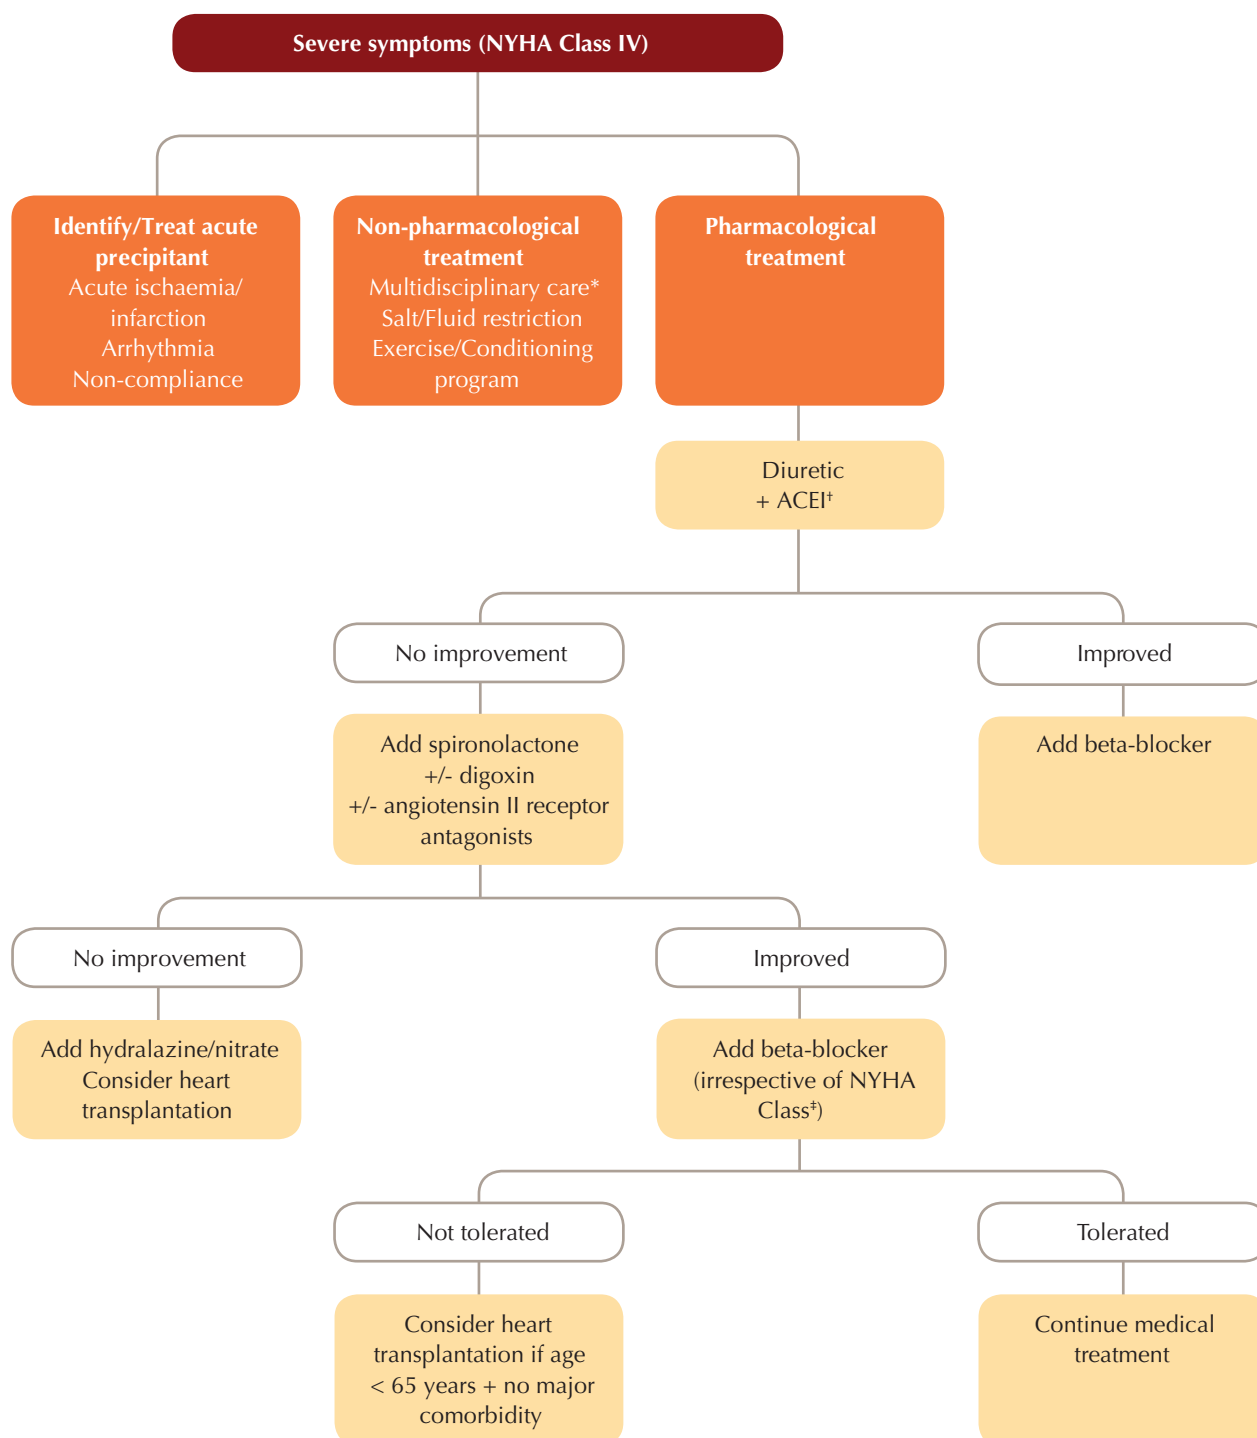 Severe symptoms (NYHA Class IV)
Identify/Treat acute
precipitant
Acute ischaemia/
infarction
Arrhythmia
Non-compliance
Non-pharmacological
treatment
Multidisciplinary care*
Salt/Fluid restriction
Exercise/Conditioning
program
Pharmacological
treatment
Diuretic
+ ACEI†
No improvement
Improved
Add spironolactone
+/- digoxin
+/- angiotensin II receptor
antagonists
Add beta-blocker
No improvement
Improved
Add hydralazine/nitrate
Consider heart
transplantation
Add beta-blocker
(irrespective of NYHA
Class‡)
Not tolerated
Tolerated
Consider heart
transplantation if age
< 65 years + no major
comorbidity
Continue medical
treatment